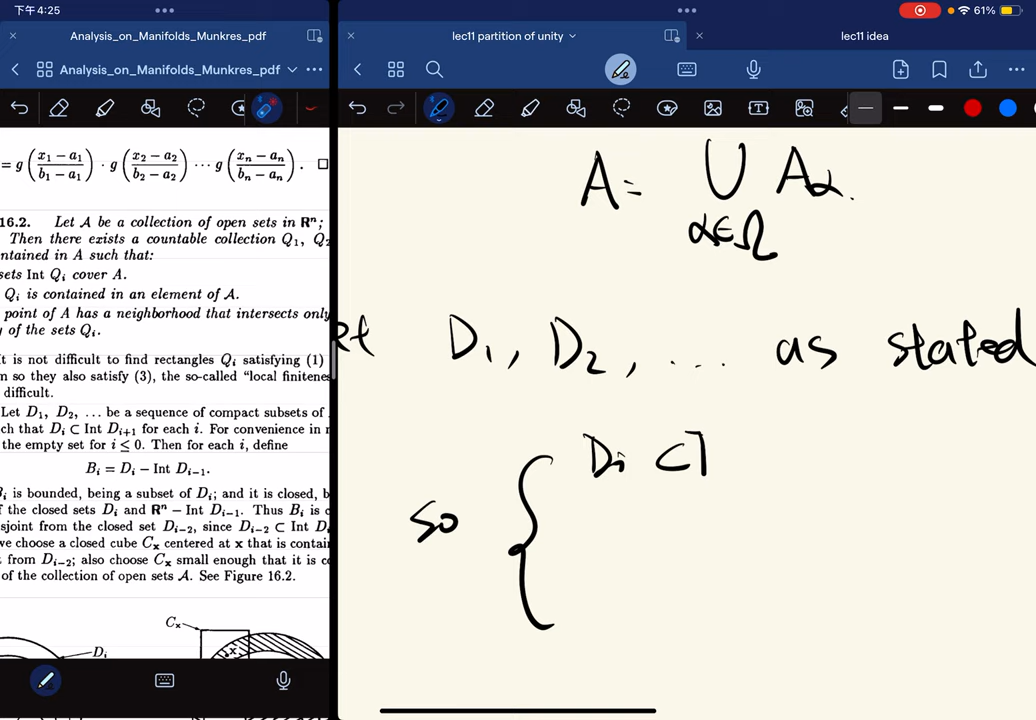 下午4:25
61%
Analysis_on_Manifolds_Munkres_pdf
lec11 partition of unity
lec11 idea
Analysis_on_Manifolds_Munkres_pdf
= g ( x₁ − a₁ / b₁ − a₁ ) · g ( x₂ − a₂ / b₂ − a₂ ) ⋯ g ( xₙ − aₙ / bₙ − aₙ ) . □
16.2. Let 𝒜 be a collection of open sets in Rⁿ;
Then there exists a countable collection Q₁, Q₂
ntained in A such that:
sets Int Qᵢ cover A.
Qᵢ is contained in an element of 𝒜.
point of A has a neighborhood that intersects only
y of the sets Qᵢ.
It is not difficult to find rectangles Qᵢ satisfying (1)
m so they also satisfy (3), the so-called "local finitenes
difficult.
Let D₁, D₂, … be a sequence of compact subsets of
ch that Dᵢ ⊂ Int Dᵢ₊₁ for each i. For convenience in n
the empty set for i ≤ 0. Then for each i, define
Bᵢ = Dᵢ − Int Dᵢ₋₁.
Bᵢ is bounded, being a subset of Dᵢ; and it is closed, b
f the closed sets Dᵢ and Rⁿ − Int Dᵢ₋₁. Thus Bᵢ is c
sjoint from the closed set Dᵢ₋₂, since Dᵢ₋₂ ⊂ Int D
we choose a closed cube Cₓ centered at x that is contai
t from Dᵢ₋₂; also choose Cₓ small enough that it is c
of the collection of open sets 𝒜. See Figure 16.2.
Cₓ
x
Dᵢ
A = ⋃ Aα.
α∈Ω
D₁, D₂, ... as stated
so { Dᵢ ⊂